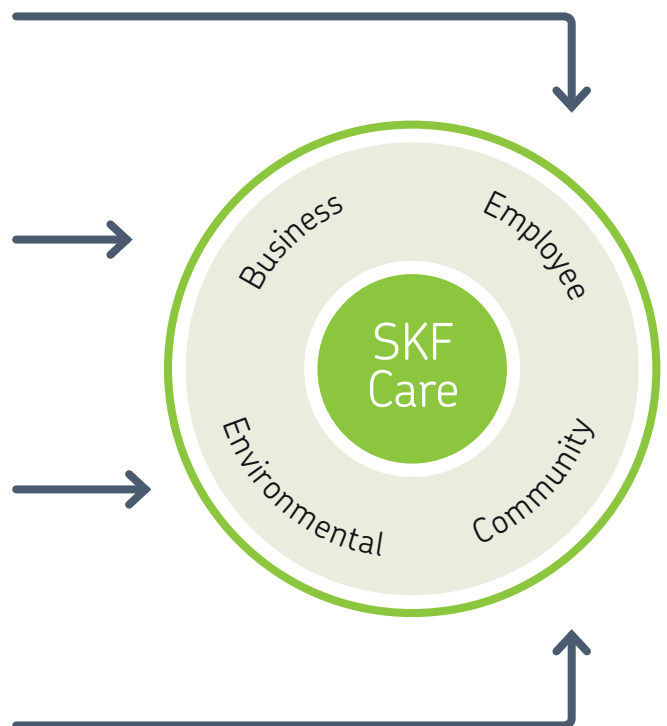 Business
Employee
SKF
Care
Environmental
Community